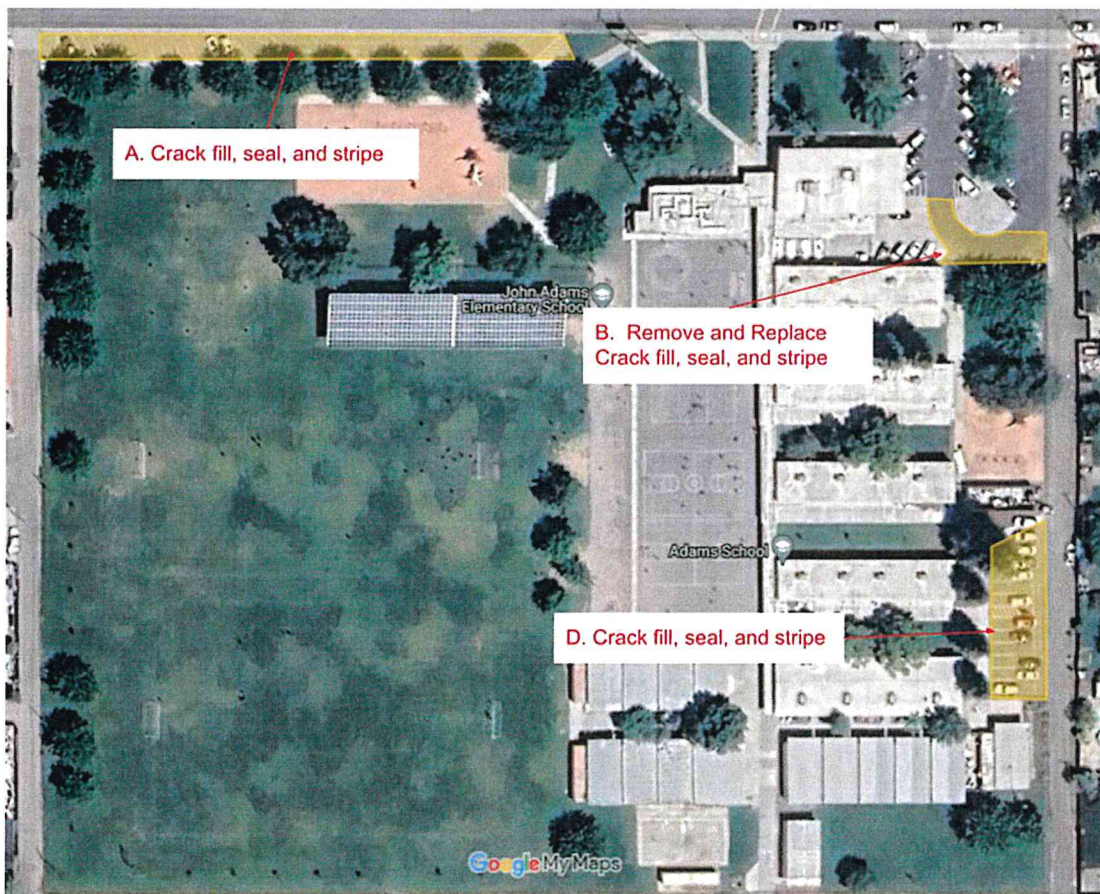 A. Crack fill, seal, and stripe
John Adams
Elementary School
B. Remove and Replace
Crack fill, seal, and stripe
Adams School
D. Crack fill, seal, and stripe
Google My Maps